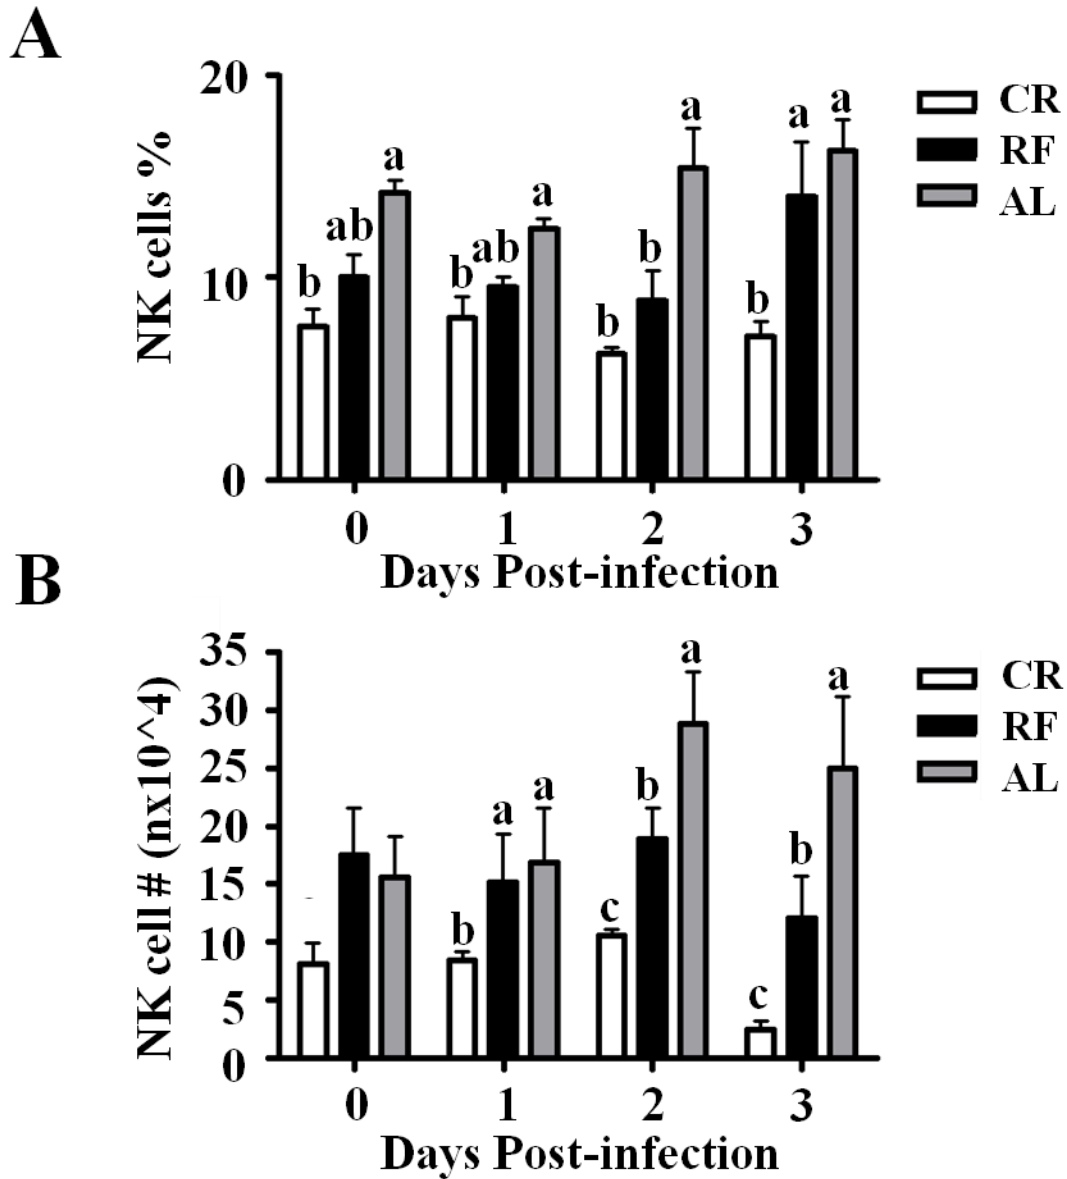 A
20
10
0
NK cells %
b ab a
b ab a
b b a
b a a
CR
RF
AL
0 1 2 3
Days Post-infection
B
35
30
25
20
15
10
5
0
NK cell # (nx10^4)
b a a
c b a
c b a
CR
RF
AL
0 1 2 3
Days Post-infection